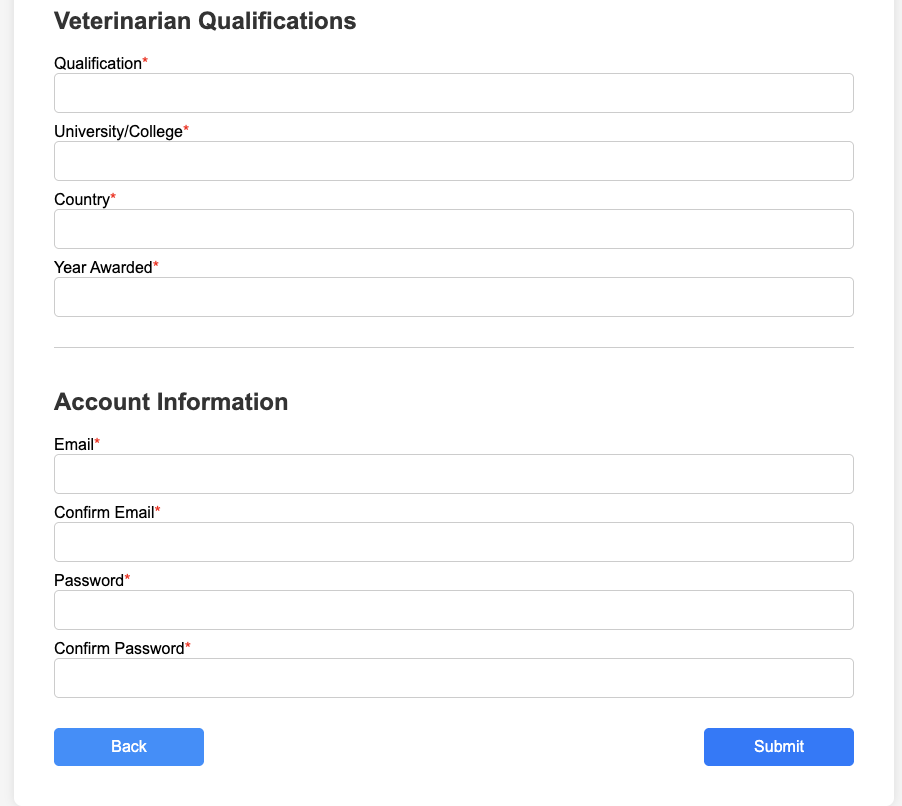 Veterinarian Qualifications
Qualification*
University/College*
Country*
Year Awarded*
Account Information
Email*
Confirm Email*
Password*
Confirm Password*
Back Submit